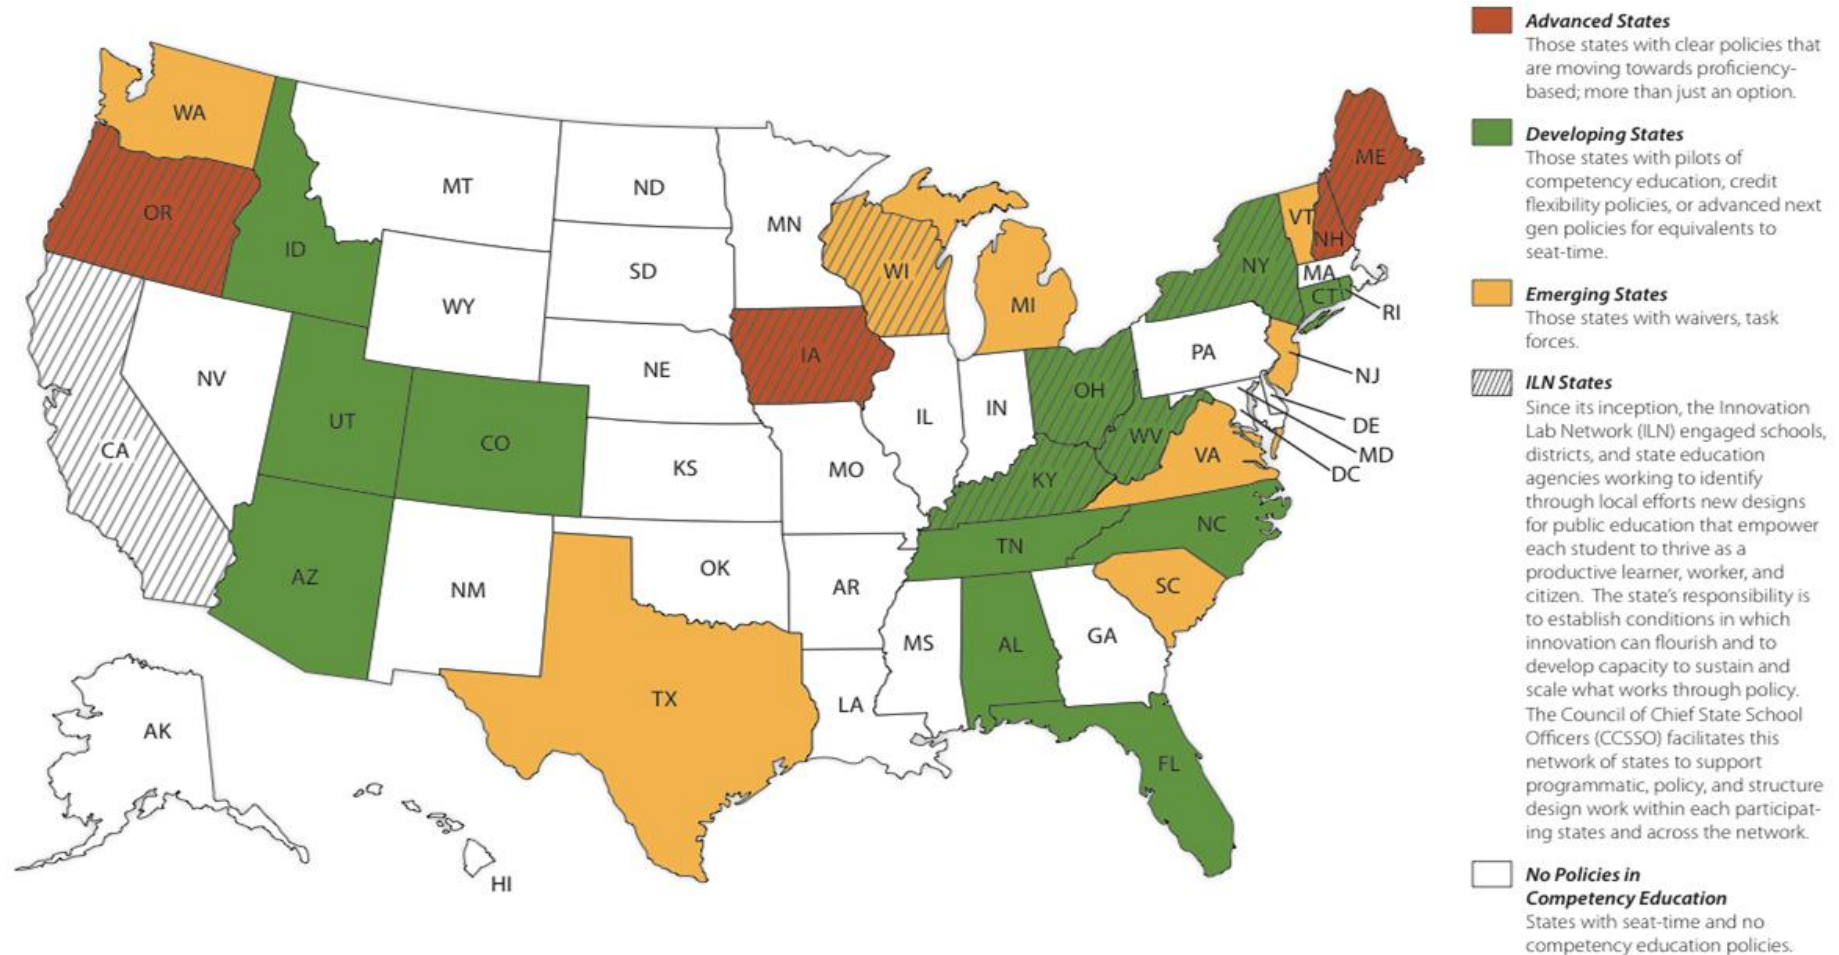 WA
OR
CA
NV
ID
MT
WY
UT
CO
AZ
NM
ND
SD
NE
KS
OK
TX
MN
IA
MO
AR
LA
WI
IL
MI
IN
OH
KY
TN
MS
AL
GA
FL
SC
NC
VA
WV
PA
NY
VT
NH
ME
MA
CT
RI
NJ
DE
MD
DC
AK
HI
Advanced States
Those states with clear policies that
are moving towards proficiency-
based; more than just an option.
Developing States
Those states with pilots of
competency education, credit
flexibility policies, or advanced next
gen policies for equivalents to
seat-time.
Emerging States
Those states with waivers, task
forces.
ILN States
Since its inception, the Innovation
Lab Network (ILN) engaged schools,
districts, and state education
agencies working to identify
through local efforts new designs
for public education that empower
each student to thrive as a
productive learner, worker, and
citizen. The state's responsibility is
to establish conditions in which
innovation can flourish and to
develop capacity to sustain and
scale what works through policy.
The Council of Chief State School
Officers (CCSSO) facilitates this
network of states to support
programmatic, policy, and structure
design work within each participat-
ing states and across the network.
No Policies in
Competency Education
States with seat-time and no
competency education policies.